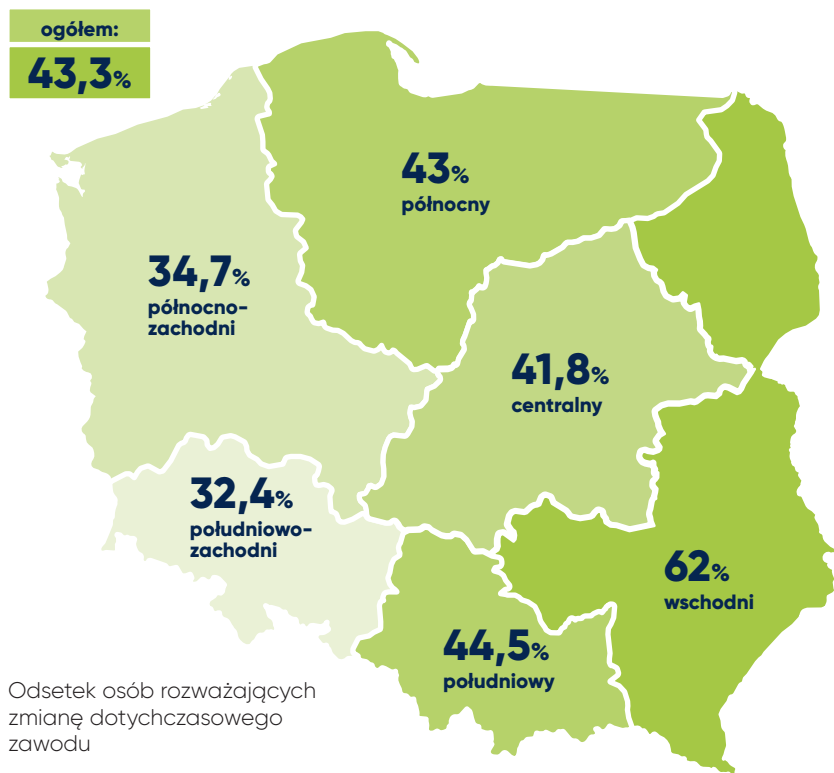 ogółem:
43,3%
43%
północny
34,7%
północno-
zachodni
41,8%
centralny
32,4%
południowo-
zachodni
62%
wschodni
44,5%
południowy
Odsetek osób rozważających
zmianę dotychczasowego
zawodu